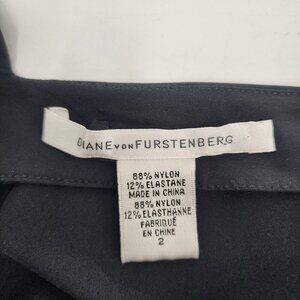 DIANE VON FURSTENBERG
88% NYLON
12% ELASTANE
MADE IN CHINA
88% NYLON
12% ELASTHANNE
FABRIQUÉ
EN CHINE
2